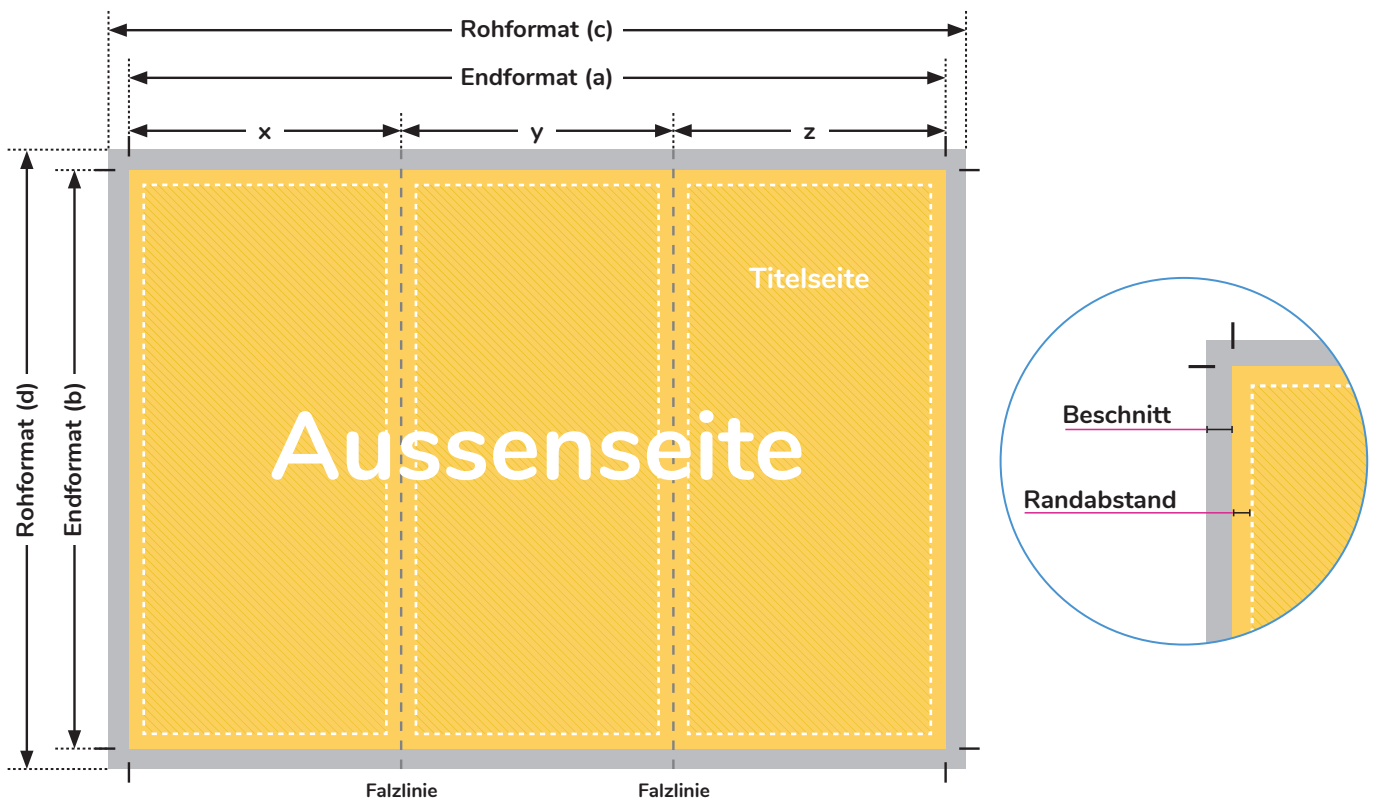 Rohformat (c)
Endformat (a)
x
y
z
Rohformat (d)
Endformat (b)
Titelseite
Aussenseite
Falzlinie
Falzlinie
Beschnitt
Randabstand